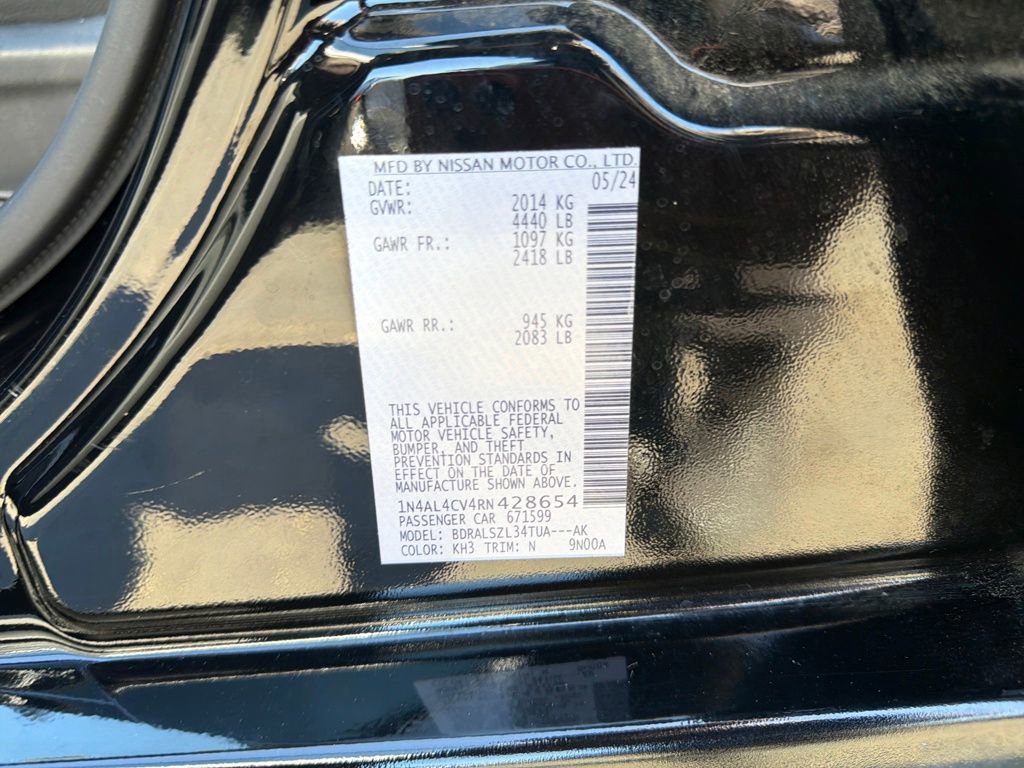 MFD BY NISSAN MOTOR CO., LTD.
DATE: 05/24
GVWR: 2014 KG
4440 LB
GAWR FR.: 1097 KG
2418 LB
GAWR RR.: 945 KG
2083 LB
THIS VEHICLE CONFORMS TO
ALL APPLICABLE FEDERAL
MOTOR VEHICLE SAFETY,
BUMPER, AND THEFT
PREVENTION STANDARDS IN
EFFECT ON THE DATE OF
MANUFACTURE SHOWN ABOVE.
1N4AL4CV4RN428654
PASSENGER CAR 671599
MODEL: BDRALSZL34TUA---AK
COLOR: KH3 TRIM: N 9N00A